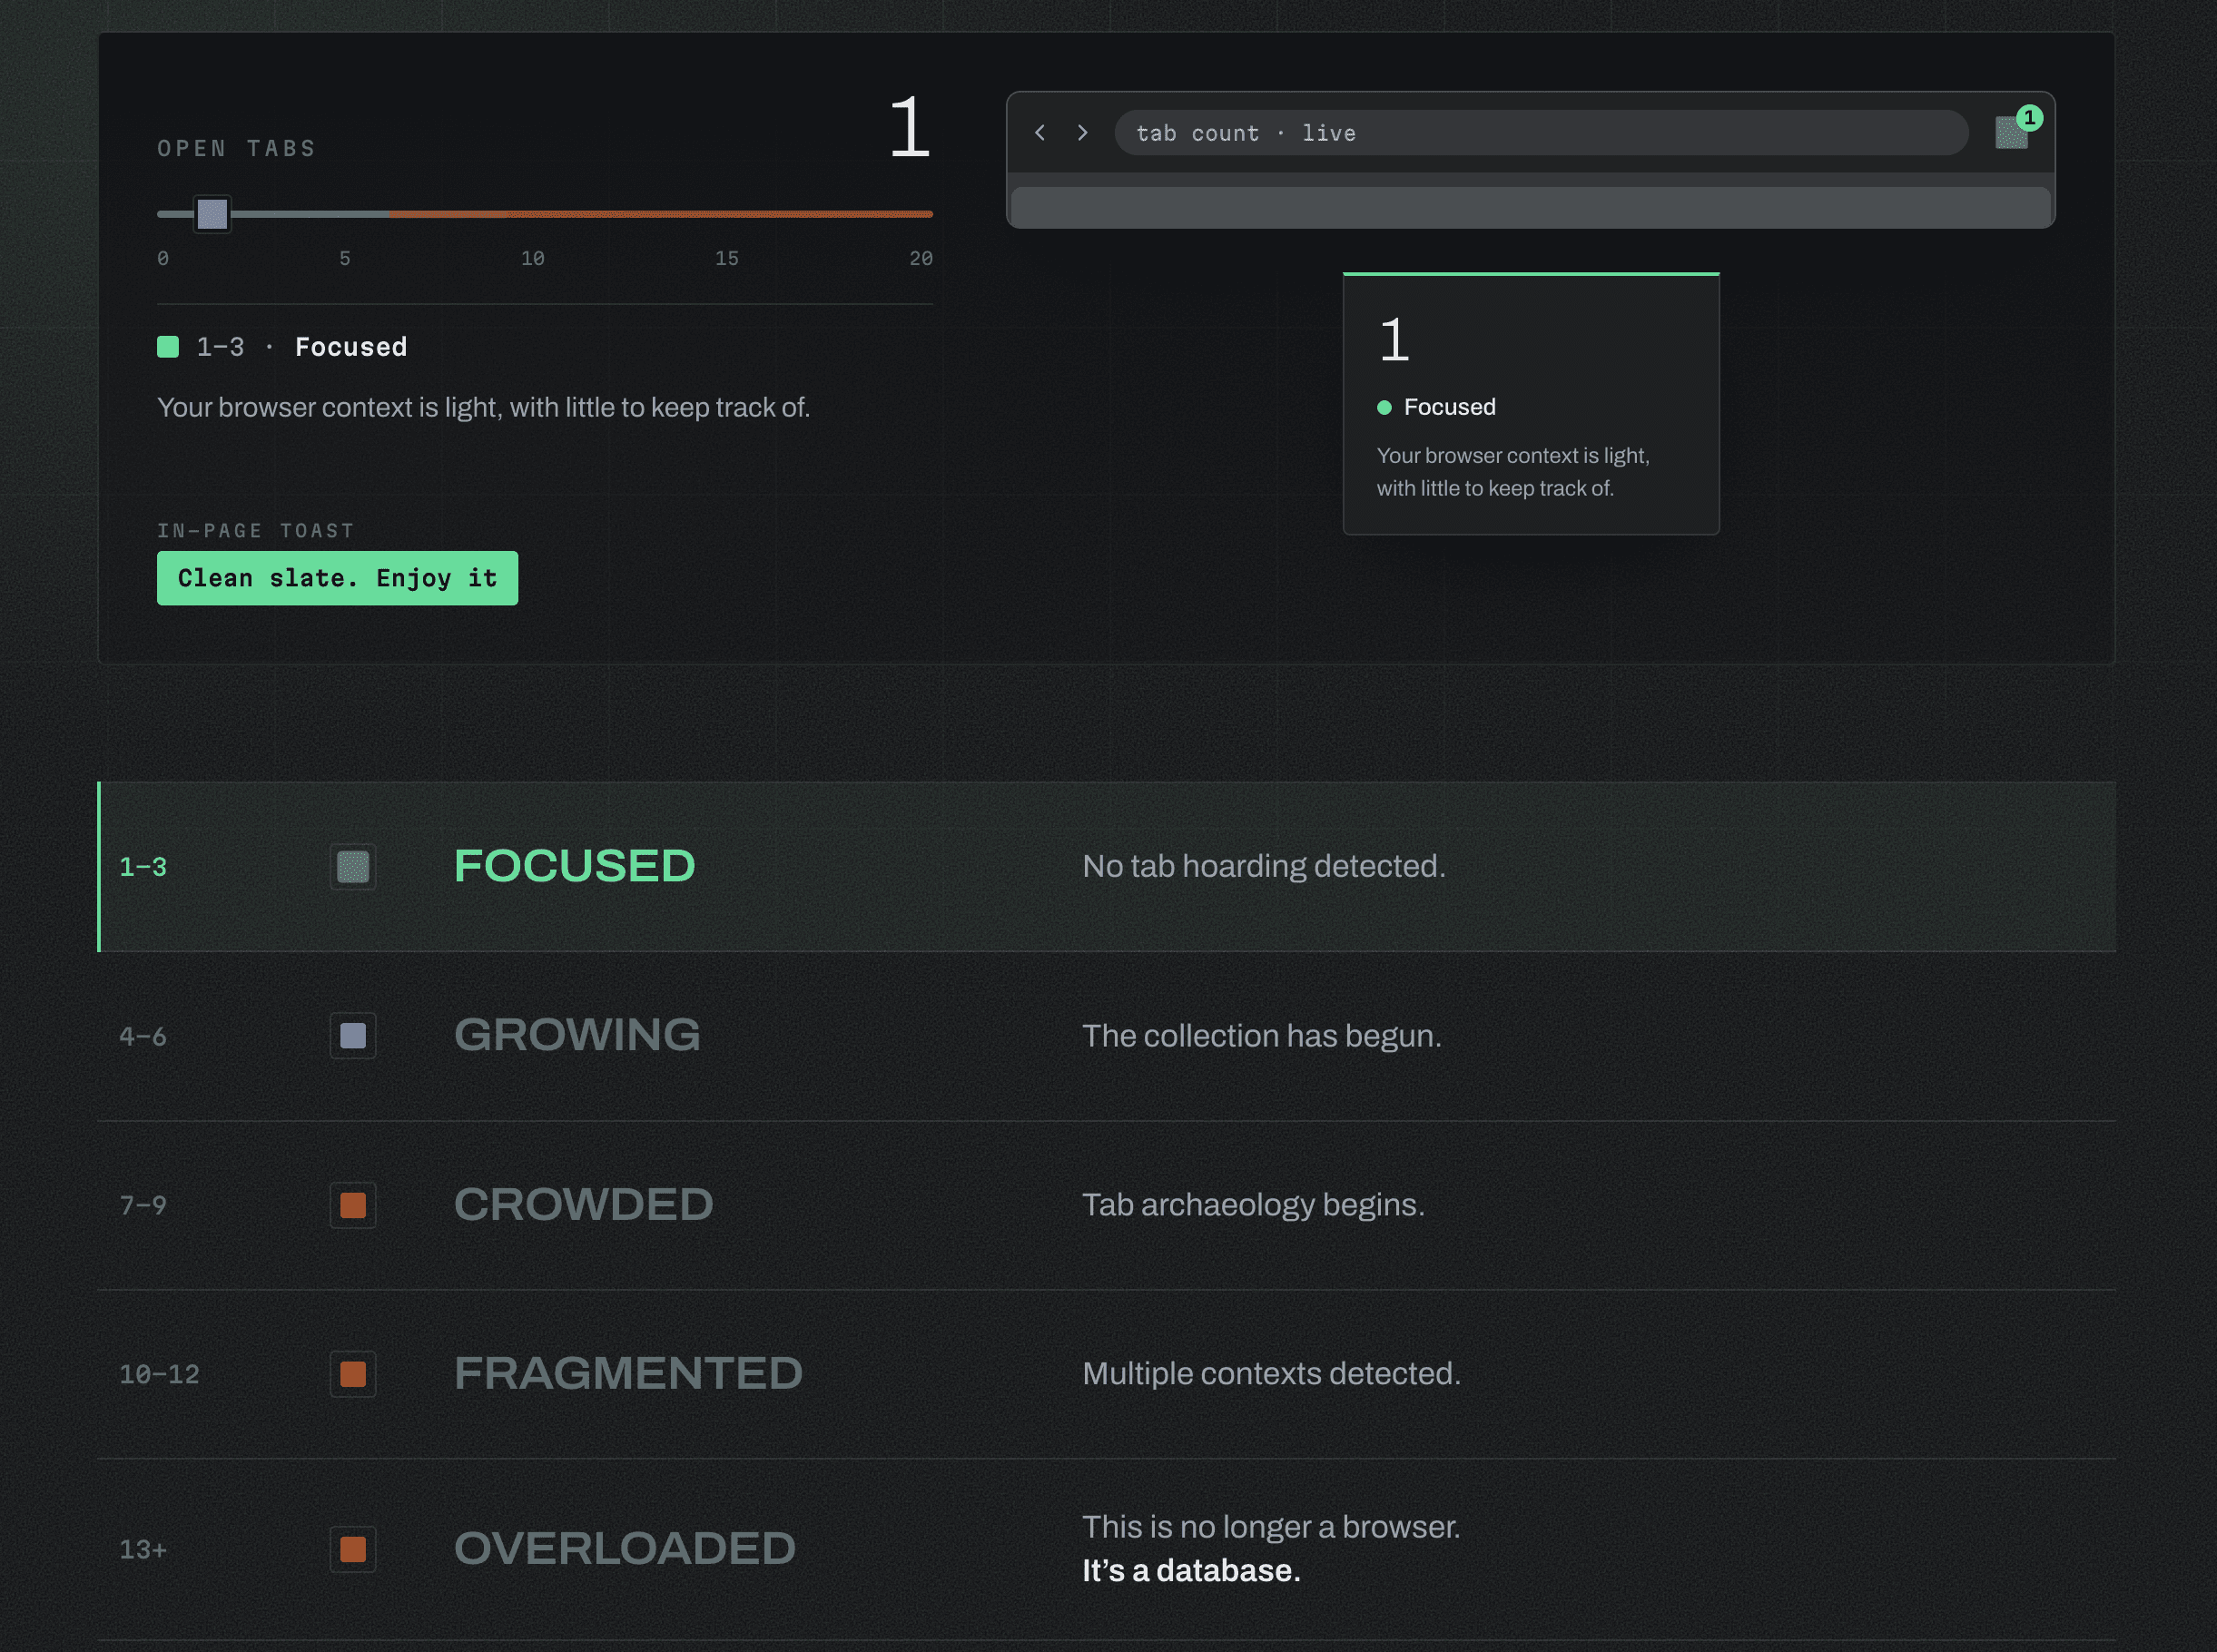 OPEN TABS
1
0 5 10 15 20
1–3 · Focused
Your browser context is light, with little to keep track of.
IN-PAGE TOAST
Clean slate. Enjoy it
tab count · live
1
1
Focused
Your browser context is light,
with little to keep track of.
1–3 FOCUSED No tab hoarding detected.
4–6 GROWING The collection has begun.
7–9 CROWDED Tab archaeology begins.
10–12 FRAGMENTED Multiple contexts detected.
13+ OVERLOADED This is no longer a browser.
It’s a database.